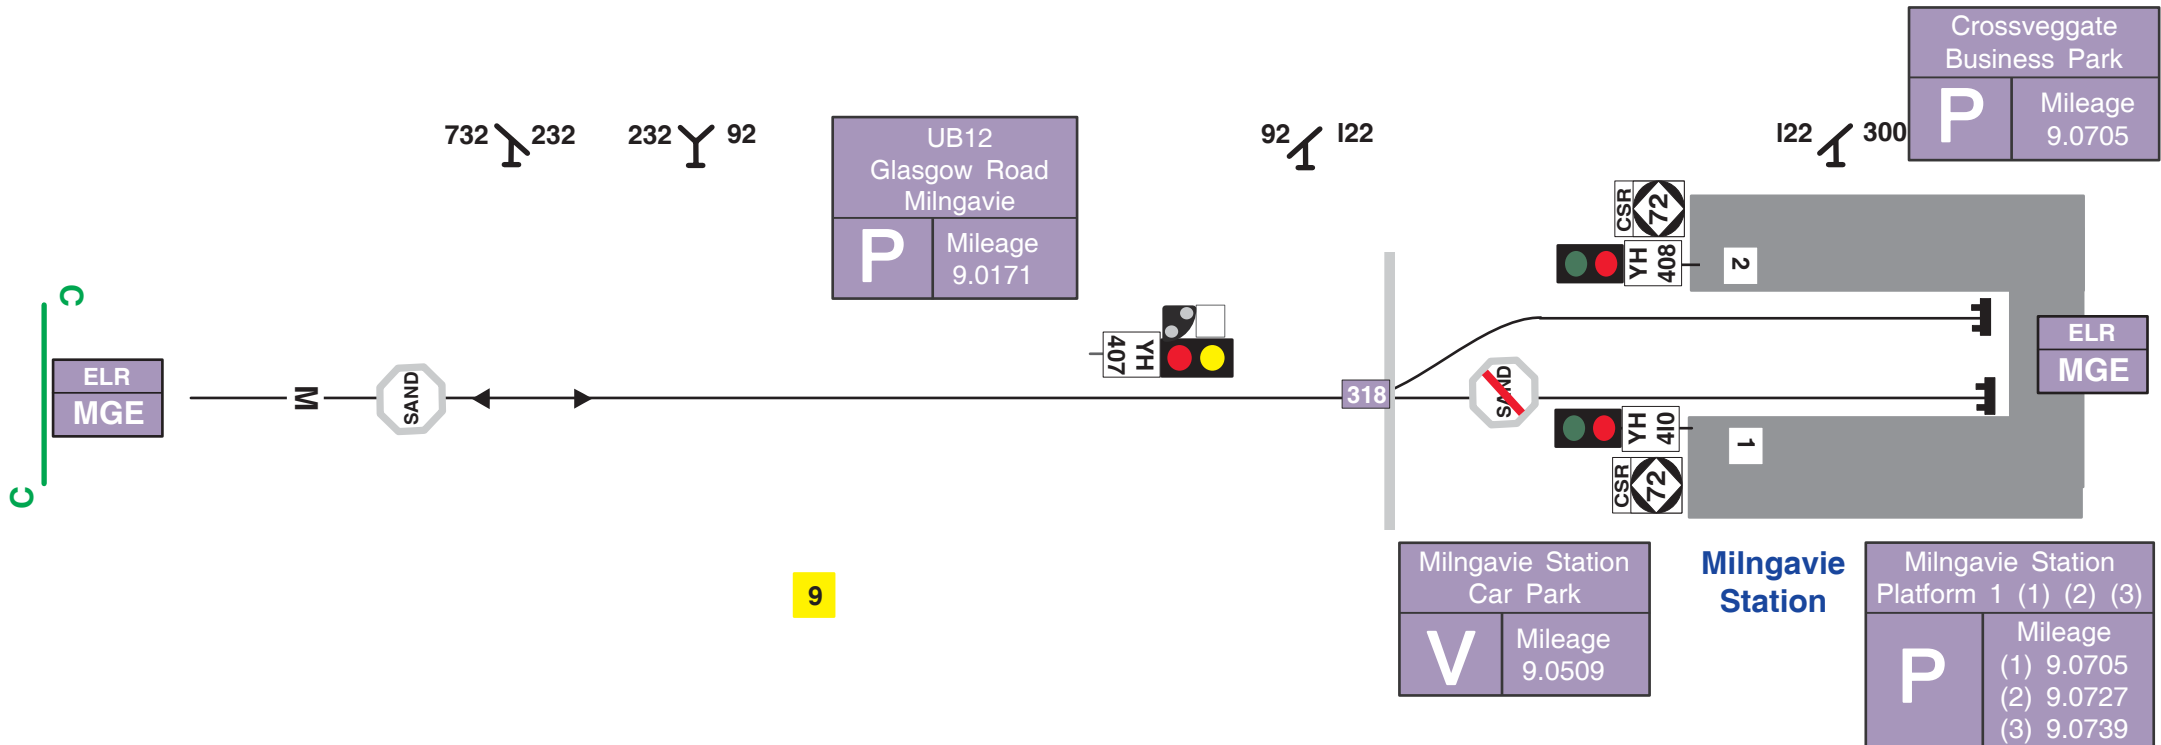 Crossveggate
Business Park
P
Mileage
9.0705
732 232
232 92
UB12
Glasgow Road
Milngavie
P
Mileage
9.0171
92 I22
I22 300
CSR
72
YH
408
2
C
C
ELR
MGE
M
SAND
YH
407
318
SAND
YH
4I0
1
CSR
72
ELR
MGE
9
Milngavie Station
Car Park
V
Mileage
9.0509
Milngavie
Station
Milngavie Station
Platform 1 (1) (2) (3)
P
Mileage
(1) 9.0705
(2) 9.0727
(3) 9.0739